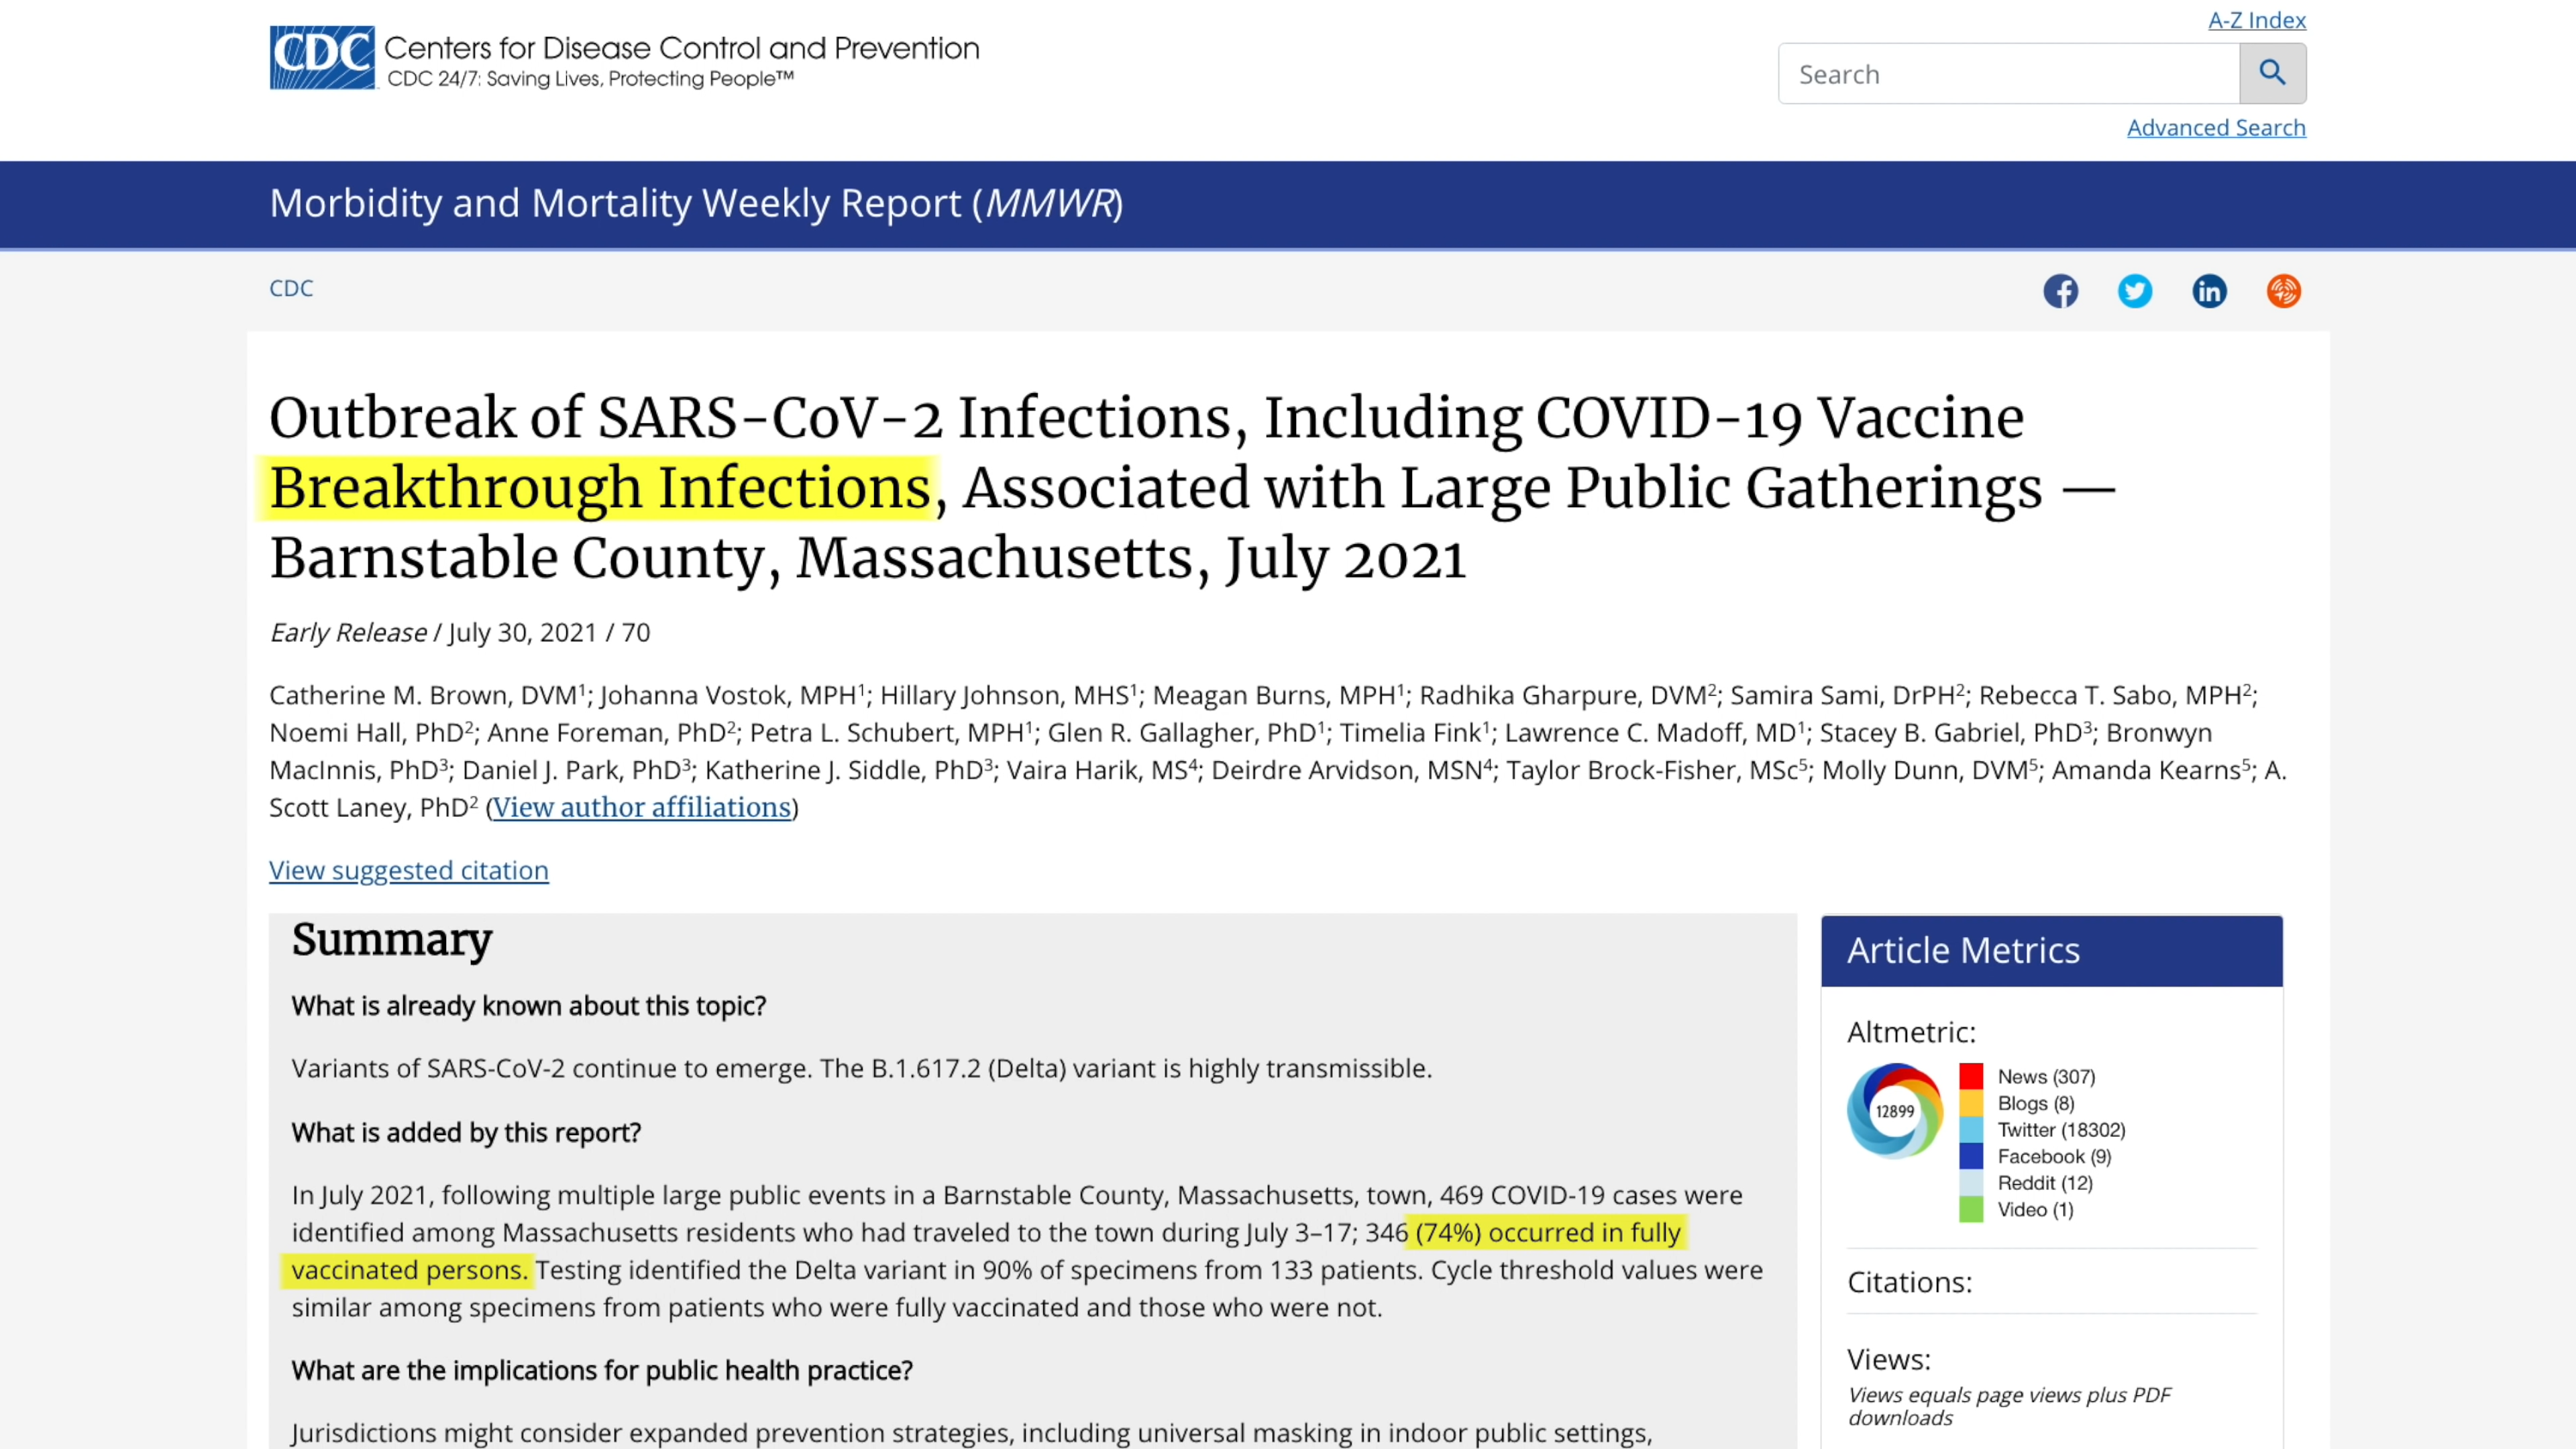 A-Z Index
CDC Centers for Disease Control and Prevention
CDC 24/7: Saving Lives, Protecting People™
Search
Advanced Search
Morbidity and Mortality Weekly Report (MMWR)
CDC
Outbreak of SARS-CoV-2 Infections, Including COVID-19 Vaccine
Breakthrough Infections, Associated with Large Public Gatherings —
Barnstable County, Massachusetts, July 2021
Early Release / July 30, 2021 / 70
Catherine M. Brown, DVM¹; Johanna Vostok, MPH¹; Hillary Johnson, MHS¹; Meagan Burns, MPH¹; Radhika Gharpure, DVM²; Samira Sami, DrPH²; Rebecca T. Sabo, MPH²;
Noemi Hall, PhD²; Anne Foreman, PhD²; Petra L. Schubert, MPH¹; Glen R. Gallagher, PhD¹; Timelia Fink¹; Lawrence C. Madoff, MD¹; Stacey B. Gabriel, PhD³; Bronwyn
MacInnis, PhD³; Daniel J. Park, PhD³; Katherine J. Siddle, PhD³; Vaira Harik, MS⁴; Deirdre Arvidson, MSN⁴; Taylor Brock-Fisher, MSc⁵; Molly Dunn, DVM⁵; Amanda Kearns⁵; A.
Scott Laney, PhD² (View author affiliations)
View suggested citation
Summary
What is already known about this topic?
Variants of SARS-CoV-2 continue to emerge. The B.1.617.2 (Delta) variant is highly transmissible.
What is added by this report?
In July 2021, following multiple large public events in a Barnstable County, Massachusetts, town, 469 COVID-19 cases were
identified among Massachusetts residents who had traveled to the town during July 3–17; 346 (74%) occurred in fully
vaccinated persons. Testing identified the Delta variant in 90% of specimens from 133 patients. Cycle threshold values were
similar among specimens from patients who were fully vaccinated and those who were not.
What are the implications for public health practice?
Jurisdictions might consider expanded prevention strategies, including universal masking in indoor public settings,
Article Metrics
Altmetric:
12899
News (307)
Blogs (8)
Twitter (18302)
Facebook (9)
Reddit (12)
Video (1)
Citations:
Views:
Views equals page views plus PDF
downloads